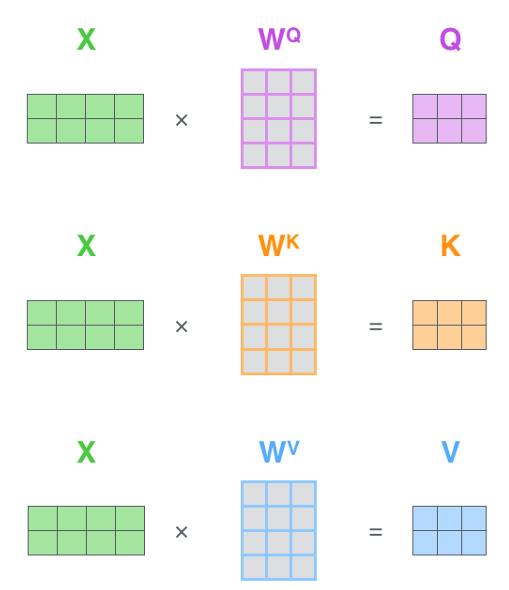 X W^Q Q
× =
X W^K K
× =
X W^V V
× =